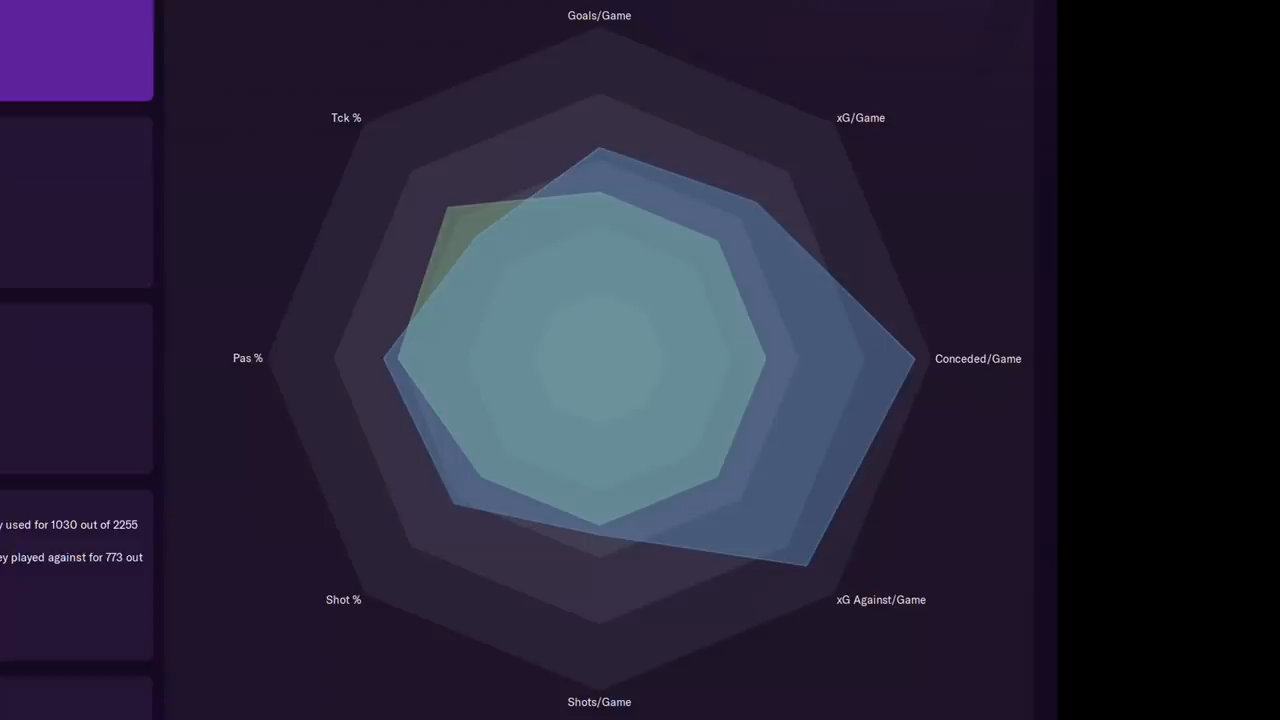 Goals/Game
Tck %
xG/Game
Pas %
Conceded/Game
used for 1030 out of 2255
played against for 773 out
Shot %
xG Against/Game
Shots/Game